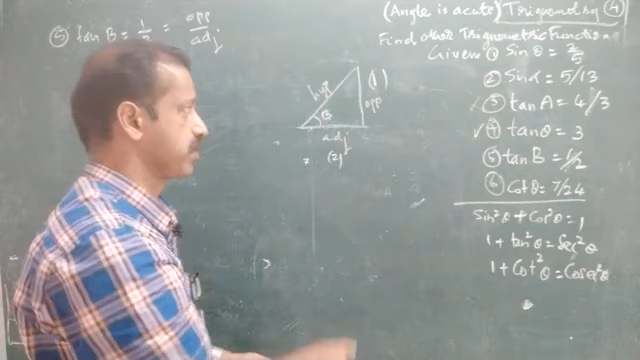 (Angle is acute) Trigonometry ④
Find other Trigonometric Functions
Given ① Sin θ = 2/5
② Sin α = 5/13
③ tan A = 4/3
④ tan θ = 3
⑤ tan B = 1/2
⑥ Cot θ = 7/24
Sin²θ + Cos²θ = 1
1 + tan²θ = Sec²θ
1 + Cot²θ = Cosec²θ
⑤ tan B = 1/2 = opp/adj
hyp
B
opp
(1)
adj
(2)